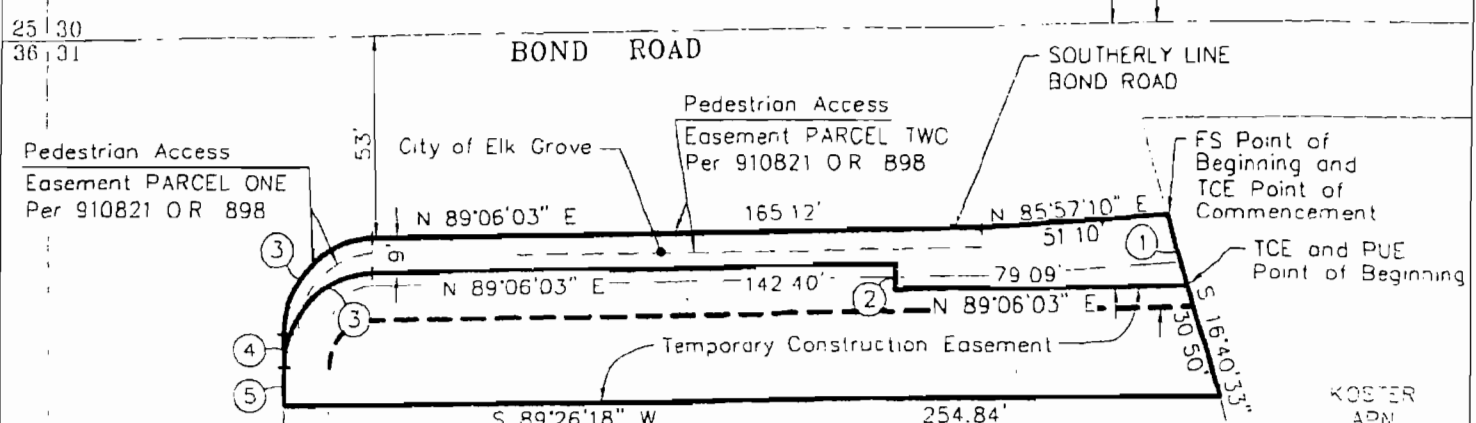 25 30
36 31
BOND ROAD
SOUTHERLY LINE
BOND ROAD
Pedestrian Access
Easement PARCEL TWC
Per 910821 OR 898
City of Elk Grove
53'
Pedestrian Access
Easement PARCEL ONE
Per 910821 OR 898
FS Point of
Beginning and
TCE Point of
Commencement
N 89°06'03" E 165 12'
N 85°57'10" E
51 10'
1
3
9'
TCE and PUE
Point of Beginning
N 89°06'03" E 142 40'
2
79 09'
N 89°06'03" E
3
S 16°40'33"
30 50'
4
Temporary Construction Easement
5
S 89°26'18" W 254.84'
KOSTER
APN